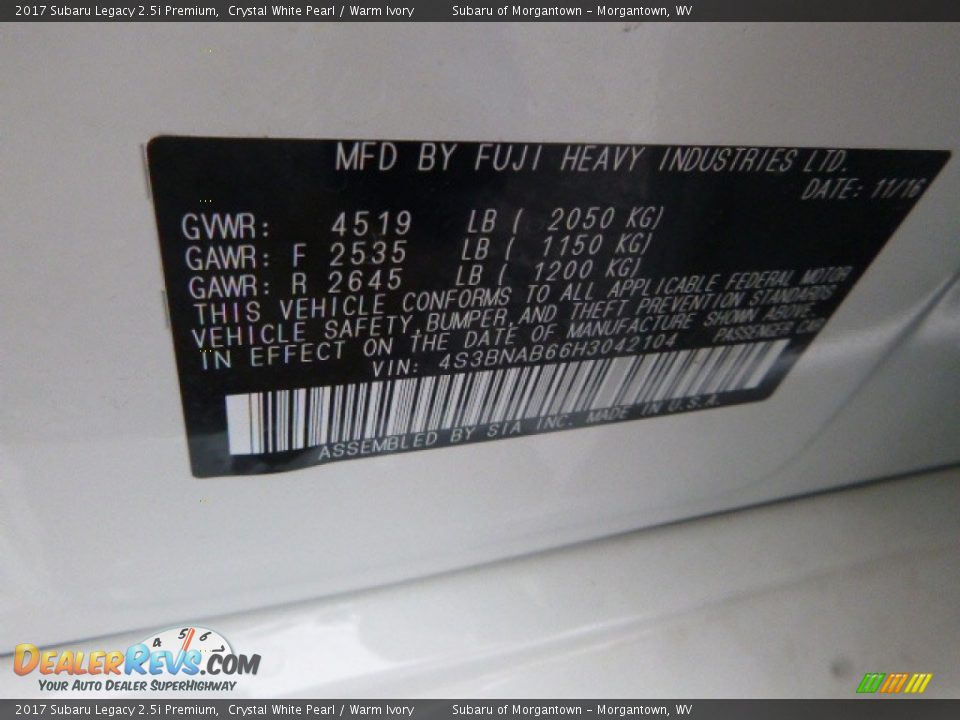 2017 Subaru Legacy 2.5i Premium, Crystal White Pearl / Warm Ivory Subaru of Morgantown - Morgantown, WV
MFD BY FUJI HEAVY INDUSTRIES LTD.
DATE: 11/16
GVWR: 4519 LB ( 2050 KG)
GAWR: F 2535 LB ( 1150 KG)
GAWR: R 2645 LB ( 1200 KG)
THIS VEHICLE CONFORMS TO ALL APPLICABLE FEDERAL MOTOR
VEHICLE SAFETY, BUMPER, AND THEFT PREVENTION STANDARDS
IN EFFECT ON THE DATE OF MANUFACTURE SHOWN ABOVE.
VIN: 4S3BNAB66H3042104 PASSENGER CAR
ASSEMBLED BY SIA INC. MADE IN U.S.A.
4 5 6 7
DealerRevs.com
Your Auto Dealer SuperHighway
2017 Subaru Legacy 2.5i Premium, Crystal White Pearl / Warm Ivory Subaru of Morgantown - Morgantown, WV